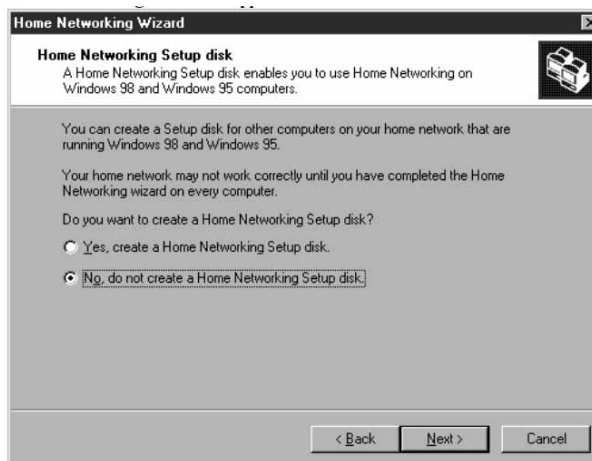 Home Networking Wizard
Home Networking Setup disk
A Home Networking Setup disk enables you to use Home Networking on
Windows 98 and Windows 95 computers.
You can create a Setup disk for other computers on your home network that are
running Windows 98 and Windows 95.
Your home network may not work correctly until you have completed the Home
Networking wizard on every computer.
Do you want to create a Home Networking Setup disk?
Yes, create a Home Networking Setup disk.
No, do not create a Home Networking Setup disk.
< Back Next > Cancel